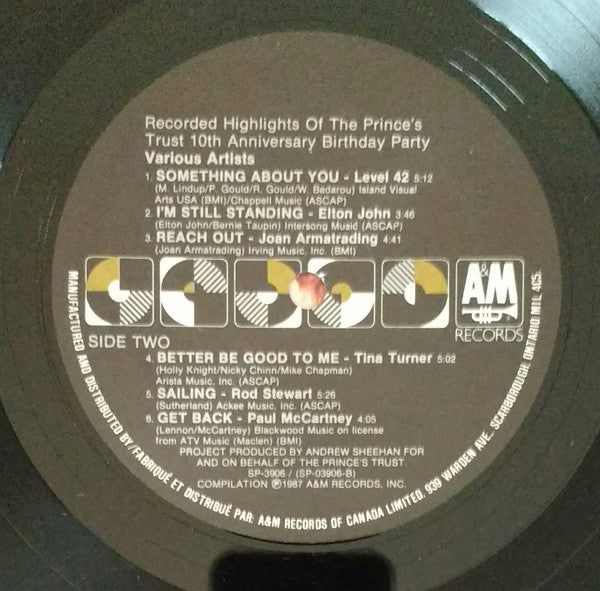 Recorded Highlights Of The Prince's
Trust 10th Anniversary Birthday Party
Various Artists
1. SOMETHING ABOUT YOU - Level 42 5:12
(M. Lindup/P. Gould/R. Gould/W. Badarou) Island Visual
Arts USA (BMI)/Chappell Music (ASCAP)
2. I'M STILL STANDING - Elton John 3:46
(Elton John/Bernie Taupin) Intersong Music (ASCAP)
3. REACH OUT - Joan Armatrading 4:41
(Joan Armatrading) Irving Music, Inc. (BMI)
A&M
RECORDS
SIDE TWO
4. BETTER BE GOOD TO ME - Tina Turner 5:02
(Holly Knight/Nicky Chinn/Mike Chapman)
Arista Music, Inc. (ASCAP)
5. SAILING - Rod Stewart 5:26
(Sutherland) Ackee Music, Inc. (ASCAP)
6. GET BACK - Paul McCartney 4:05
(Lennon/McCartney) Blackwood Music on license
from ATV Music (Maclen) (BMI)
PROJECT PRODUCED BY ANDREW SHEEHAN FOR
AND ON BEHALF OF THE PRINCE'S TRUST.
SP-3906 / (SP-03906-B)
COMPILATION ℗1987 A&M RECORDS, INC.
MANUFACTURED AND DISTRIBUTED BY/FABRIQUÉ ET DISTRIBUÉ PAR: A&M RECORDS OF CANADA LIMITED. 939 WARDEN AVE. SCARBOROUGH, ONTARIO M1L 4C5.